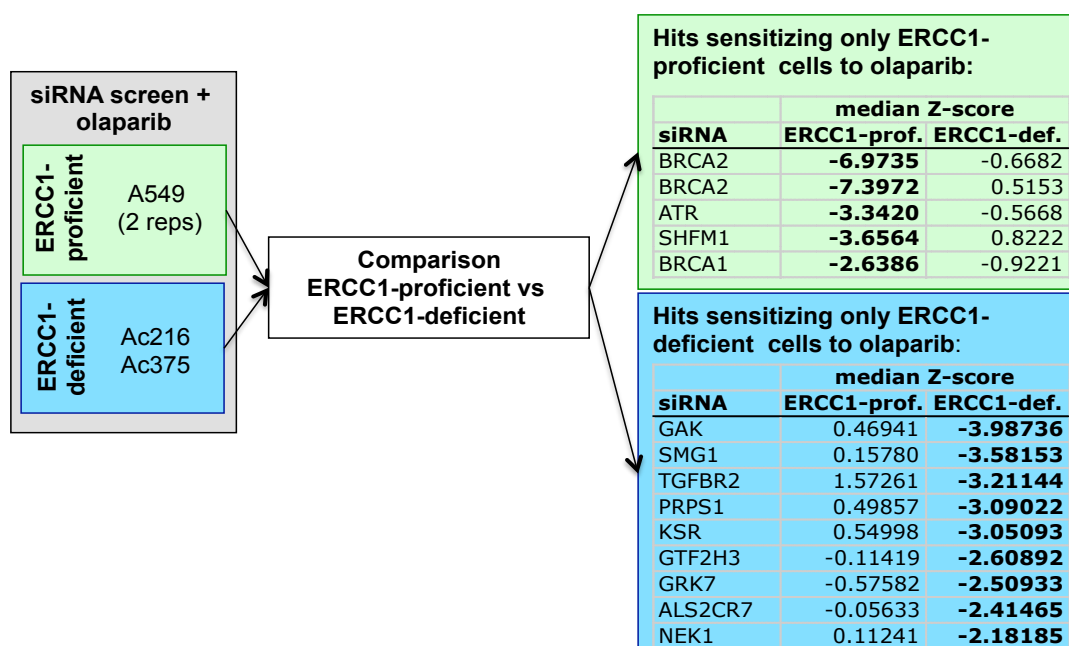 siRNA screen +
olaparib
ERCC1-
proficient
A549
(2 reps)
ERCC1-
deficient
Ac216
Ac375
Comparison
ERCC1-proficient vs
ERCC1-deficient
Hits sensitizing only ERCC1-
proficient cells to olaparib:
median Z-score
siRNA ERCC1-prof. ERCC1-def.
BRCA2 -6.9735 -0.6682
BRCA2 -7.3972 0.5153
ATR -3.3420 -0.5668
SHFM1 -3.6564 0.8222
BRCA1 -2.6386 -0.9221
Hits sensitizing only ERCC1-
deficient cells to olaparib:
median Z-score
siRNA ERCC1-prof. ERCC1-def.
GAK 0.46941 -3.98736
SMG1 0.15780 -3.58153
TGFBR2 1.57261 -3.21144
PRPS1 0.49857 -3.09022
KSR 0.54998 -3.05093
GTF2H3 -0.11419 -2.60892
GRK7 -0.57582 -2.50933
ALS2CR7 -0.05633 -2.41465
NEK1 0.11241 -2.18185